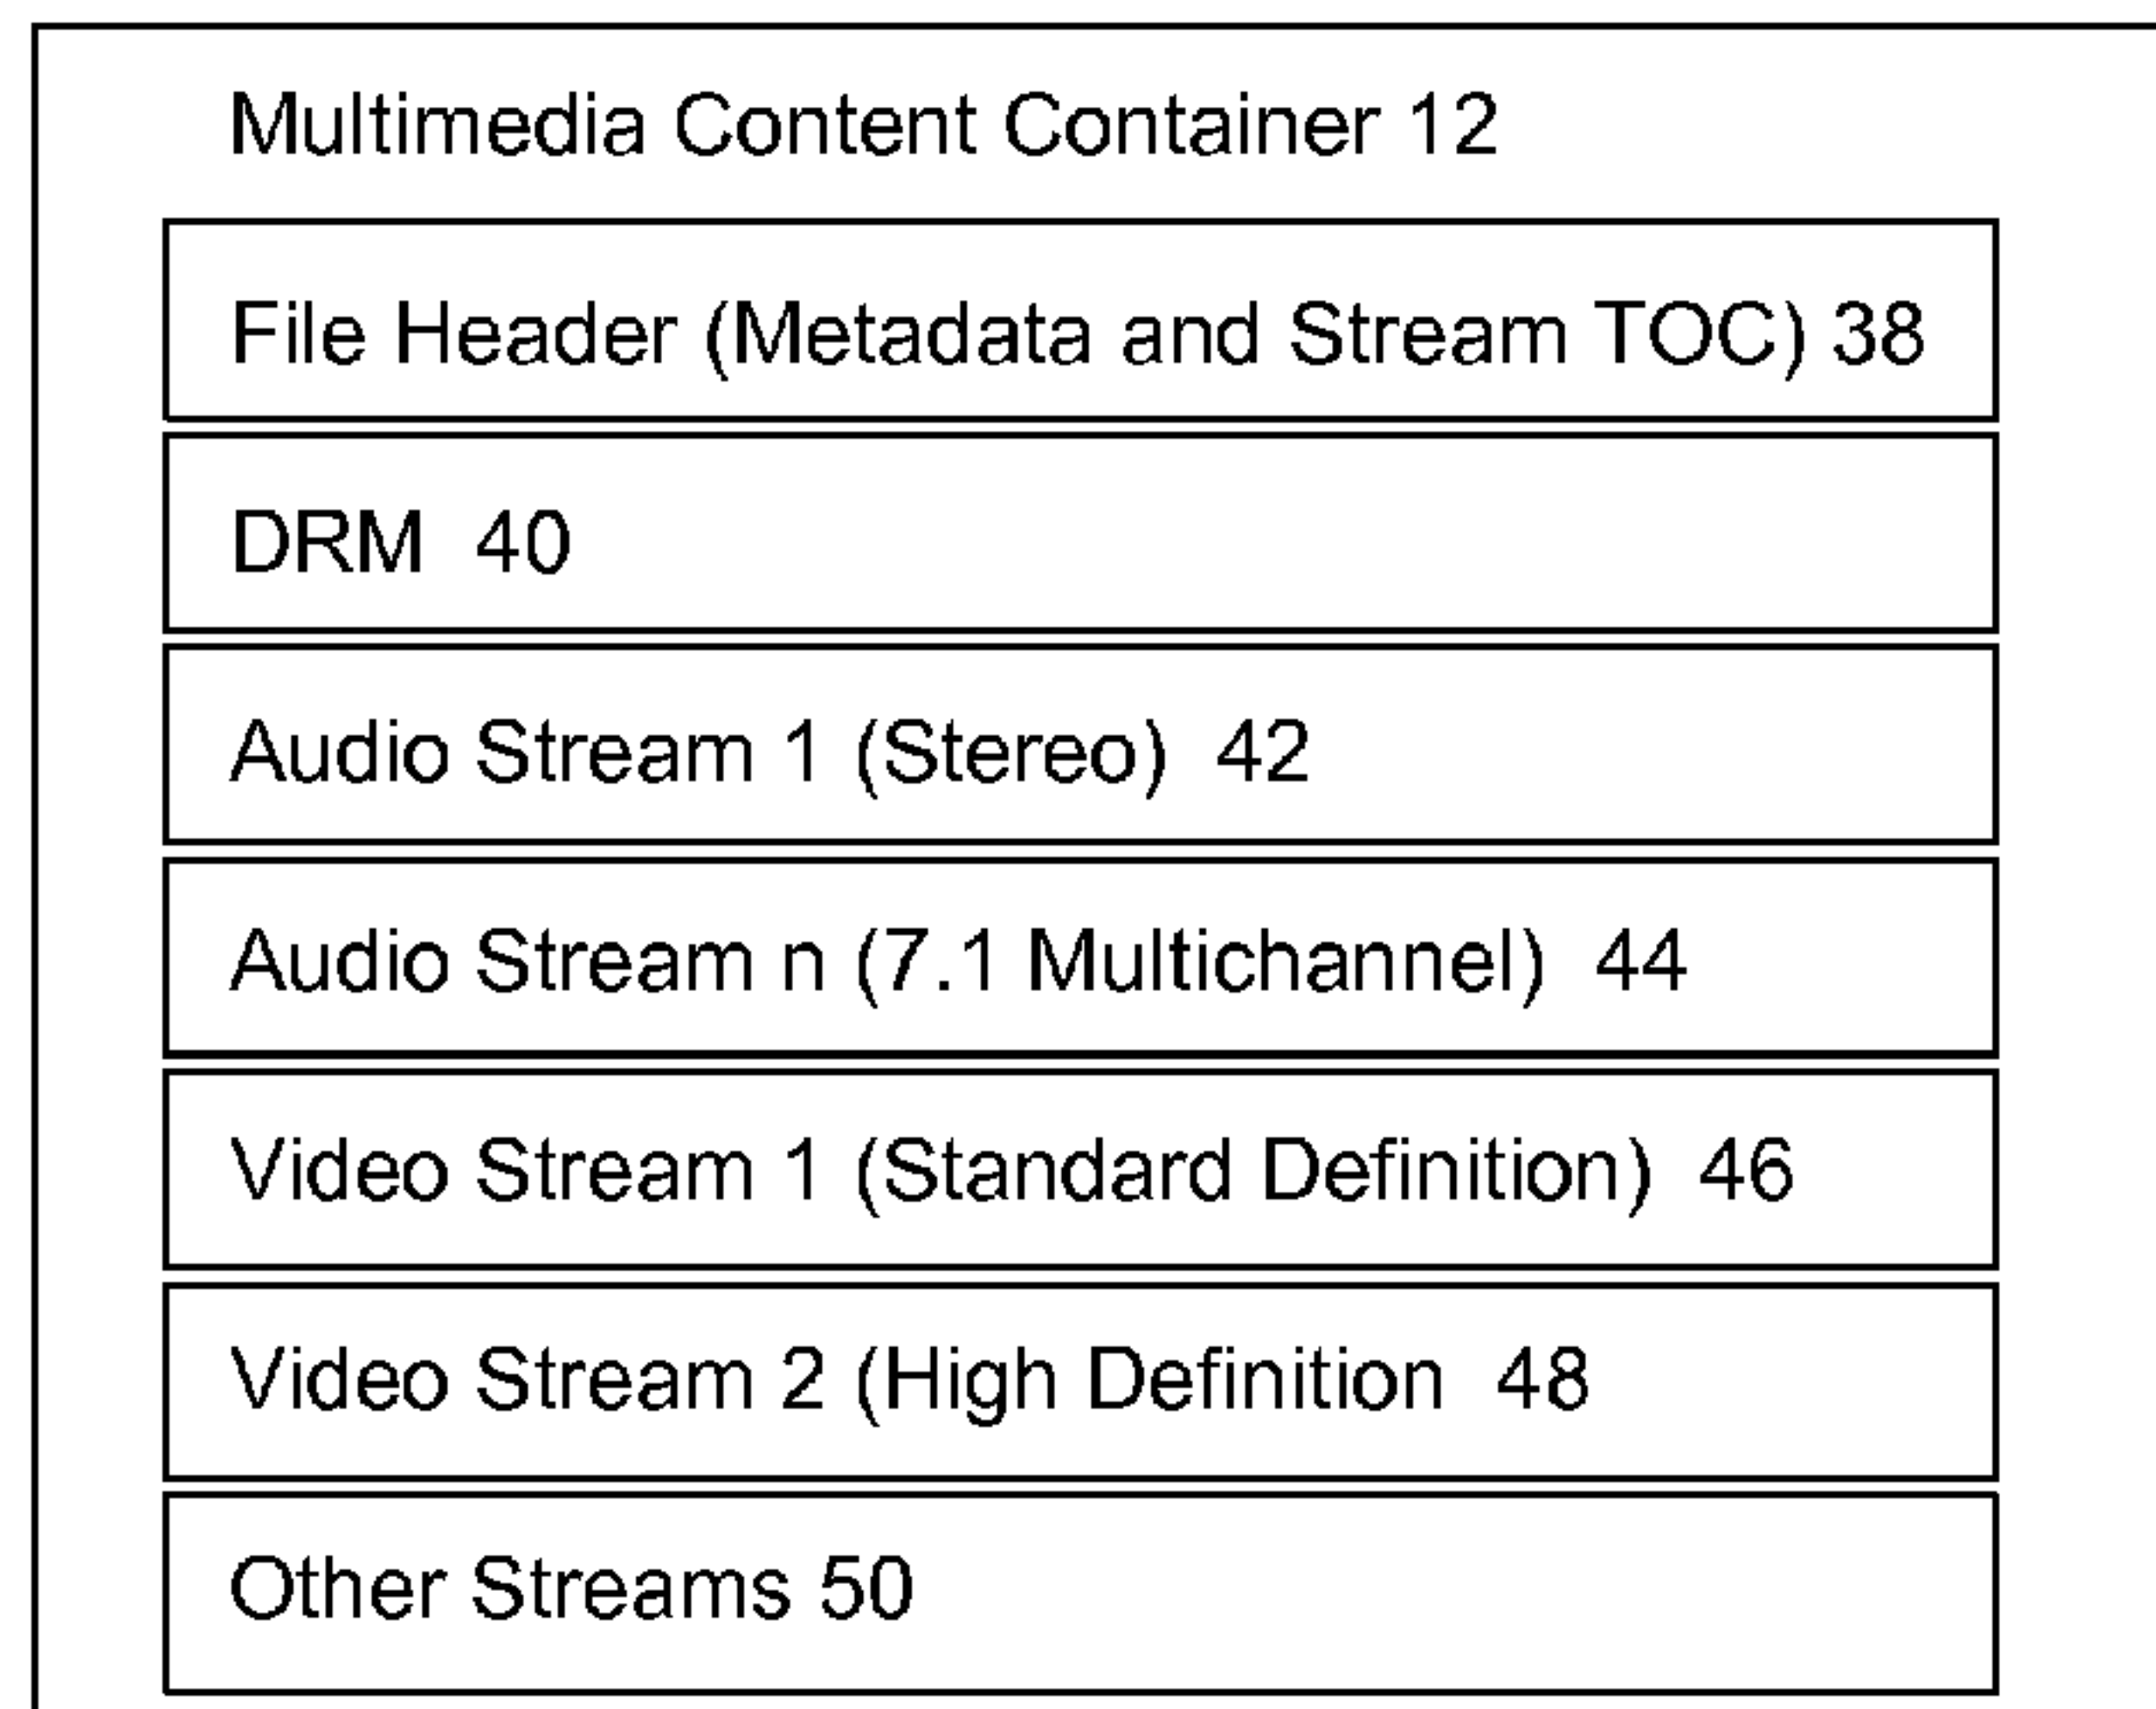 Multimedia Content Container 12
File Header (Metadata and Stream TOC) 38
DRM 40
Audio Stream 1 (Stereo) 42
Audio Stream n (7.1 Multichannel) 44
Video Stream 1 (Standard Definition) 46
Video Stream 2 (High Definition 48
Other Streams 50